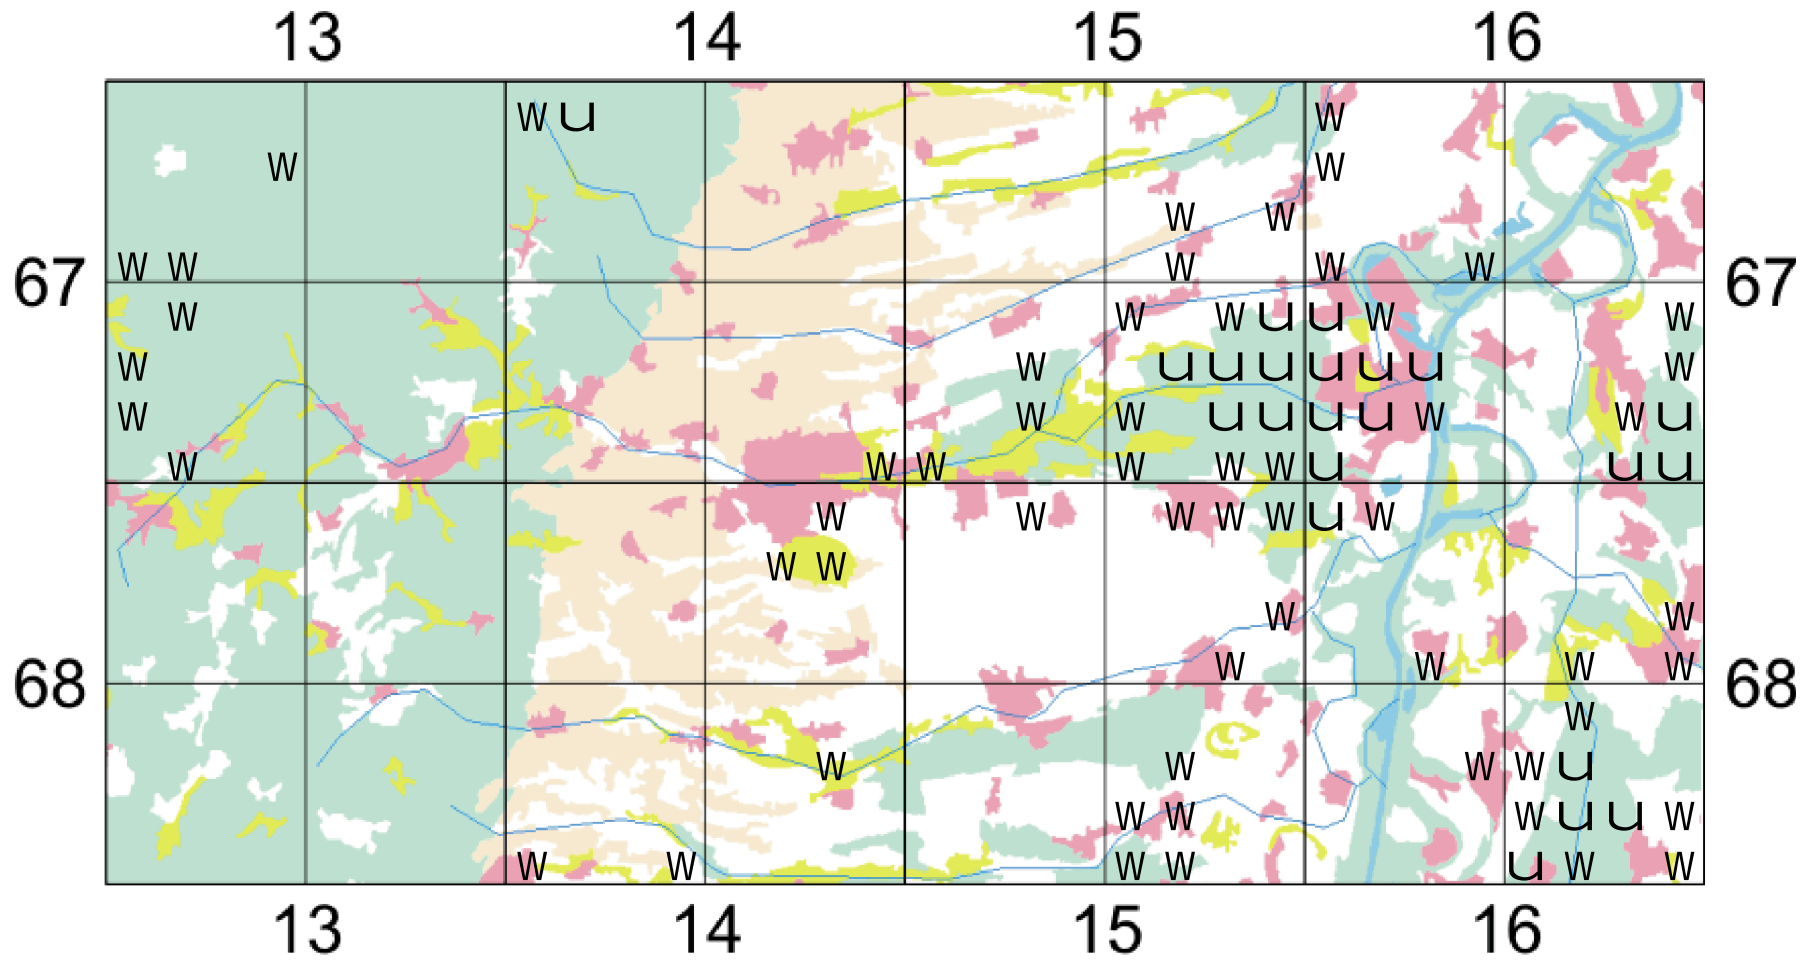 13 14 15 16
w u w
w w
w w
67 w w w w w 67
w w w u u w w
w w u u u u u u w
w w w u u u u w w u
w w w w w w u u u
w w w w w u w
w w
w w
68 w w w w 68
w
w w w w w
w w w u u w
w w w w u w w
13 14 15 16